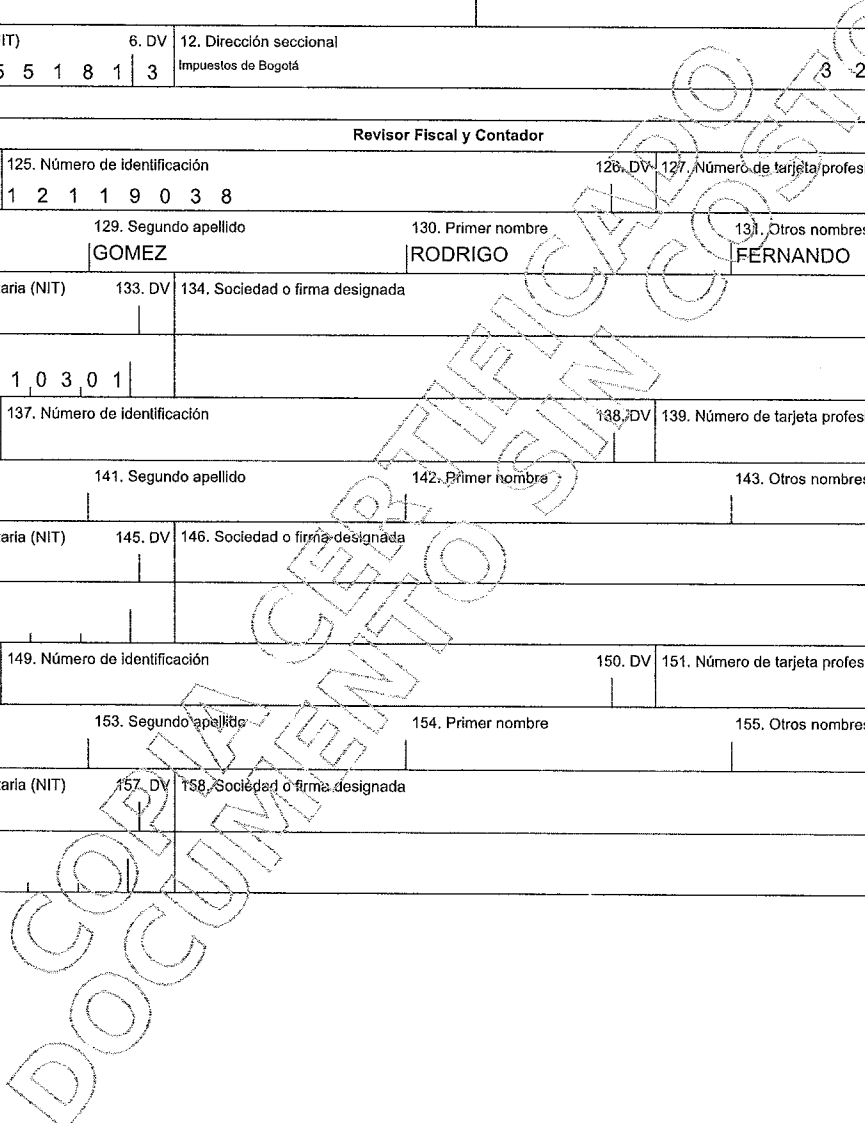 IT) 6. DV 12. Dirección seccional
5 5 1 8 1 3 Impuestos de Bogotá 3 2
Revisor Fiscal y Contador
125. Número de identificación 126. DV 127. Número de tarjeta profes
1 2 1 1 9 0 3 8
129. Segundo apellido 130. Primer nombre 131. Otros nombres
GOMEZ RODRIGO FERNANDO
taria (NIT) 133. DV 134. Sociedad o firma designada
1 0 3 0 1
137. Número de identificación 138. DV 139. Número de tarjeta profes
141. Segundo apellido 142. Primer nombre 143. Otros nombres
taria (NIT) 145. DV 146. Sociedad o firma designada
149. Número de identificación 150. DV 151. Número de tarjeta profes
153. Segundo apellido 154. Primer nombre 155. Otros nombres
taria (NIT) 157. DV 158. Sociedad o firma designada
COPIA CERTIFICADO
DOCUMENTO SIN COSTO